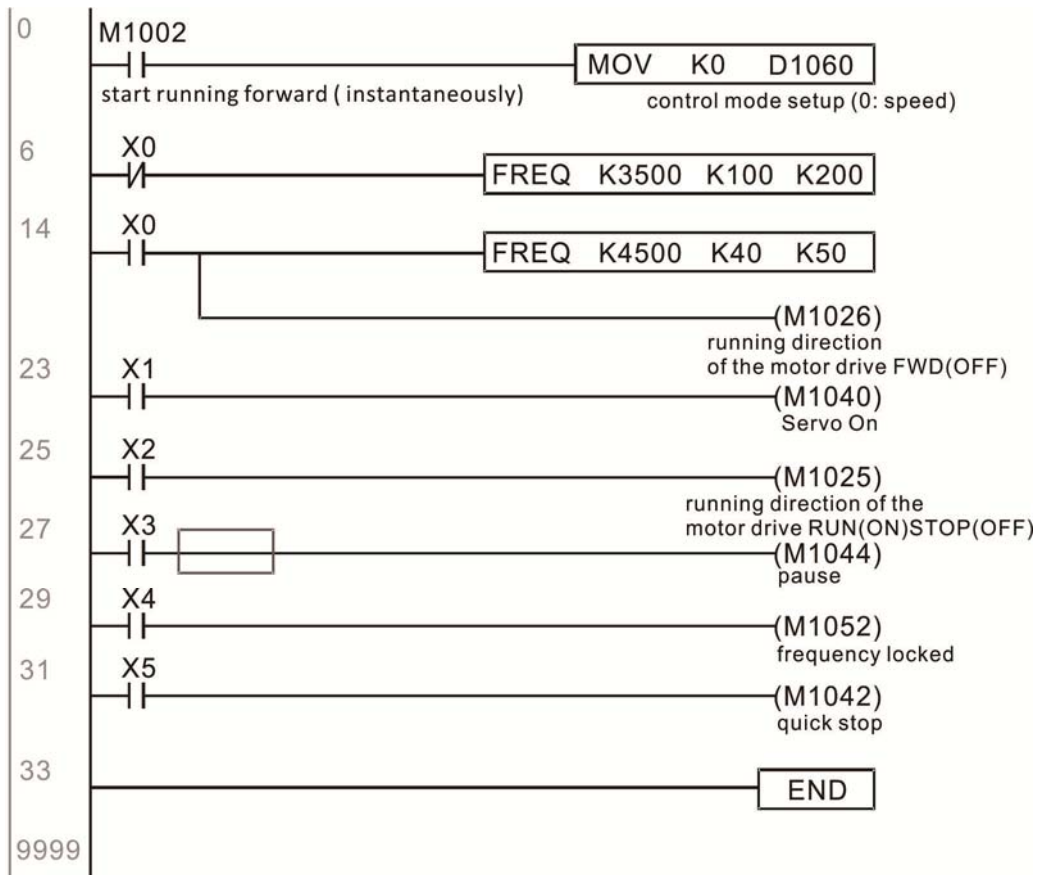 0
M1002
MOV K0 D1060
start running forward ( instantaneously)
control mode setup (0: speed)
6
X0
FREQ K3500 K100 K200
14
X0
FREQ K4500 K40 K50
(M1026)
running direction
of the motor drive FWD(OFF)
23
X1
(M1040)
Servo On
25
X2
(M1025)
running direction of the
motor drive RUN(ON)STOP(OFF)
27
X3
(M1044)
pause
29
X4
(M1052)
frequency locked
31
X5
(M1042)
quick stop
33
END
9999